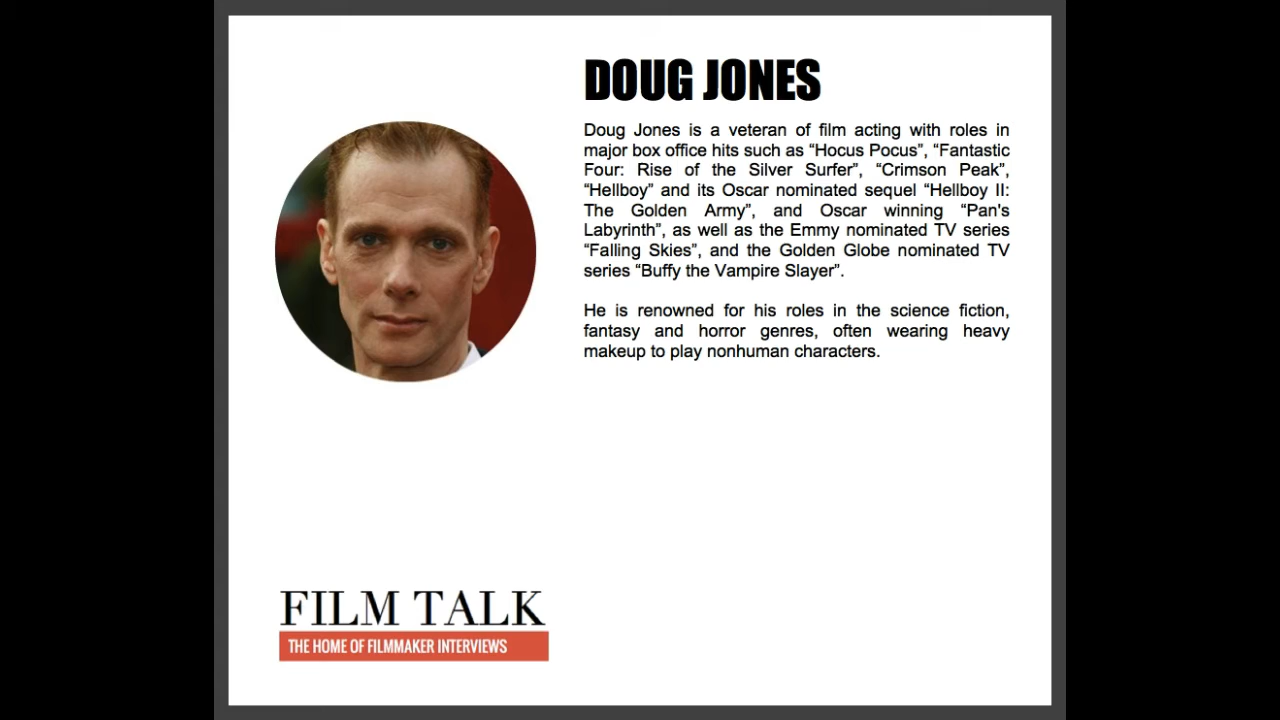 DOUG JONES
Doug Jones is a veteran of film acting with roles in
major box office hits such as “Hocus Pocus”, “Fantastic
Four: Rise of the Silver Surfer”, “Crimson Peak”,
“Hellboy” and its Oscar nominated sequel “Hellboy II:
The Golden Army”, and Oscar winning “Pan's
Labyrinth”, as well as the Emmy nominated TV series
“Falling Skies”, and the Golden Globe nominated TV
series “Buffy the Vampire Slayer”.
He is renowned for his roles in the science fiction,
fantasy and horror genres, often wearing heavy
makeup to play nonhuman characters.
FILM TALK
THE HOME OF FILMMAKER INTERVIEWS